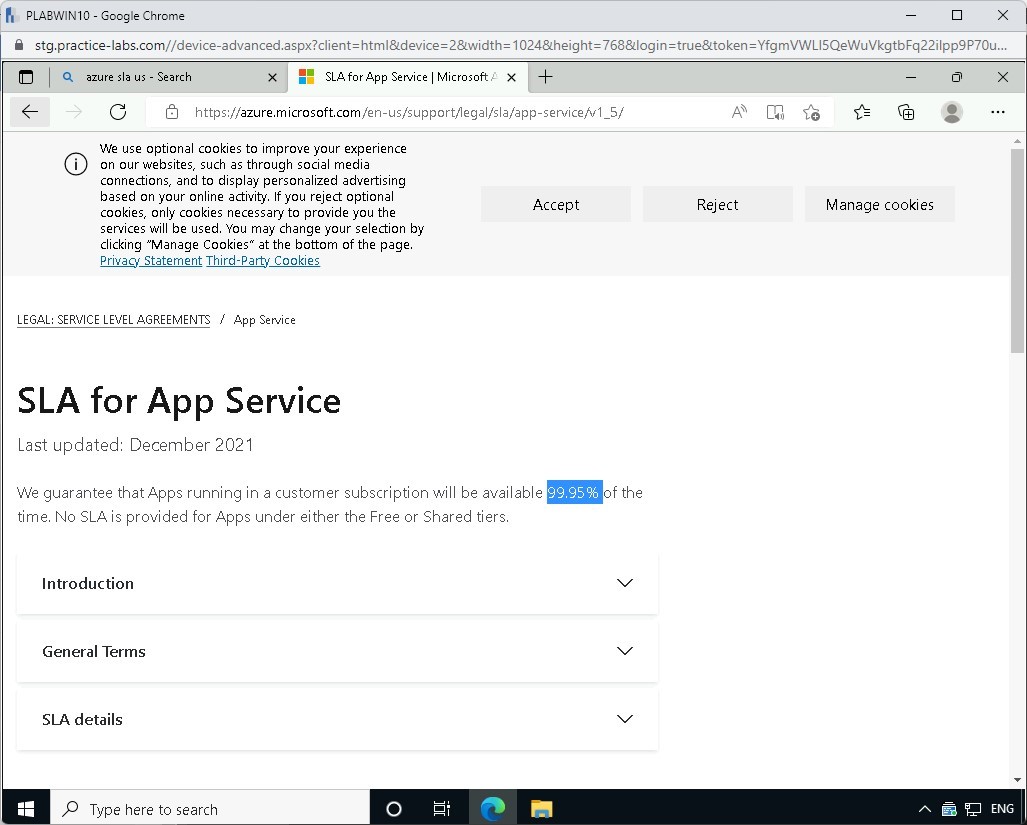 PLABWIN10 - Google Chrome
stg.practice-labs.com//device-advanced.aspx?client=html&device=2&width=1024&height=768&login=true&token=YfgmVWLI5QeWuVkgtbFq22iIpp9P70u...
azure sla us - Search
SLA for App Service | Microsoft A
https://azure.microsoft.com/en-us/support/legal/sla/app-service/v1_5/
We use optional cookies to improve your experience
on our websites, such as through social media
connections, and to display personalized advertising
based on your online activity. If you reject optional
cookies, only cookies necessary to provide you the
services will be used. You may change your selection by
clicking “Manage Cookies” at the bottom of the page.
Privacy Statement Third-Party Cookies
Accept
Reject
Manage cookies
LEGAL: SERVICE LEVEL AGREEMENTS / App Service
SLA for App Service
Last updated: December 2021
We guarantee that Apps running in a customer subscription will be available 99.95% of the
time. No SLA is provided for Apps under either the Free or Shared tiers.
Introduction
General Terms
SLA details
Type here to search
ENG